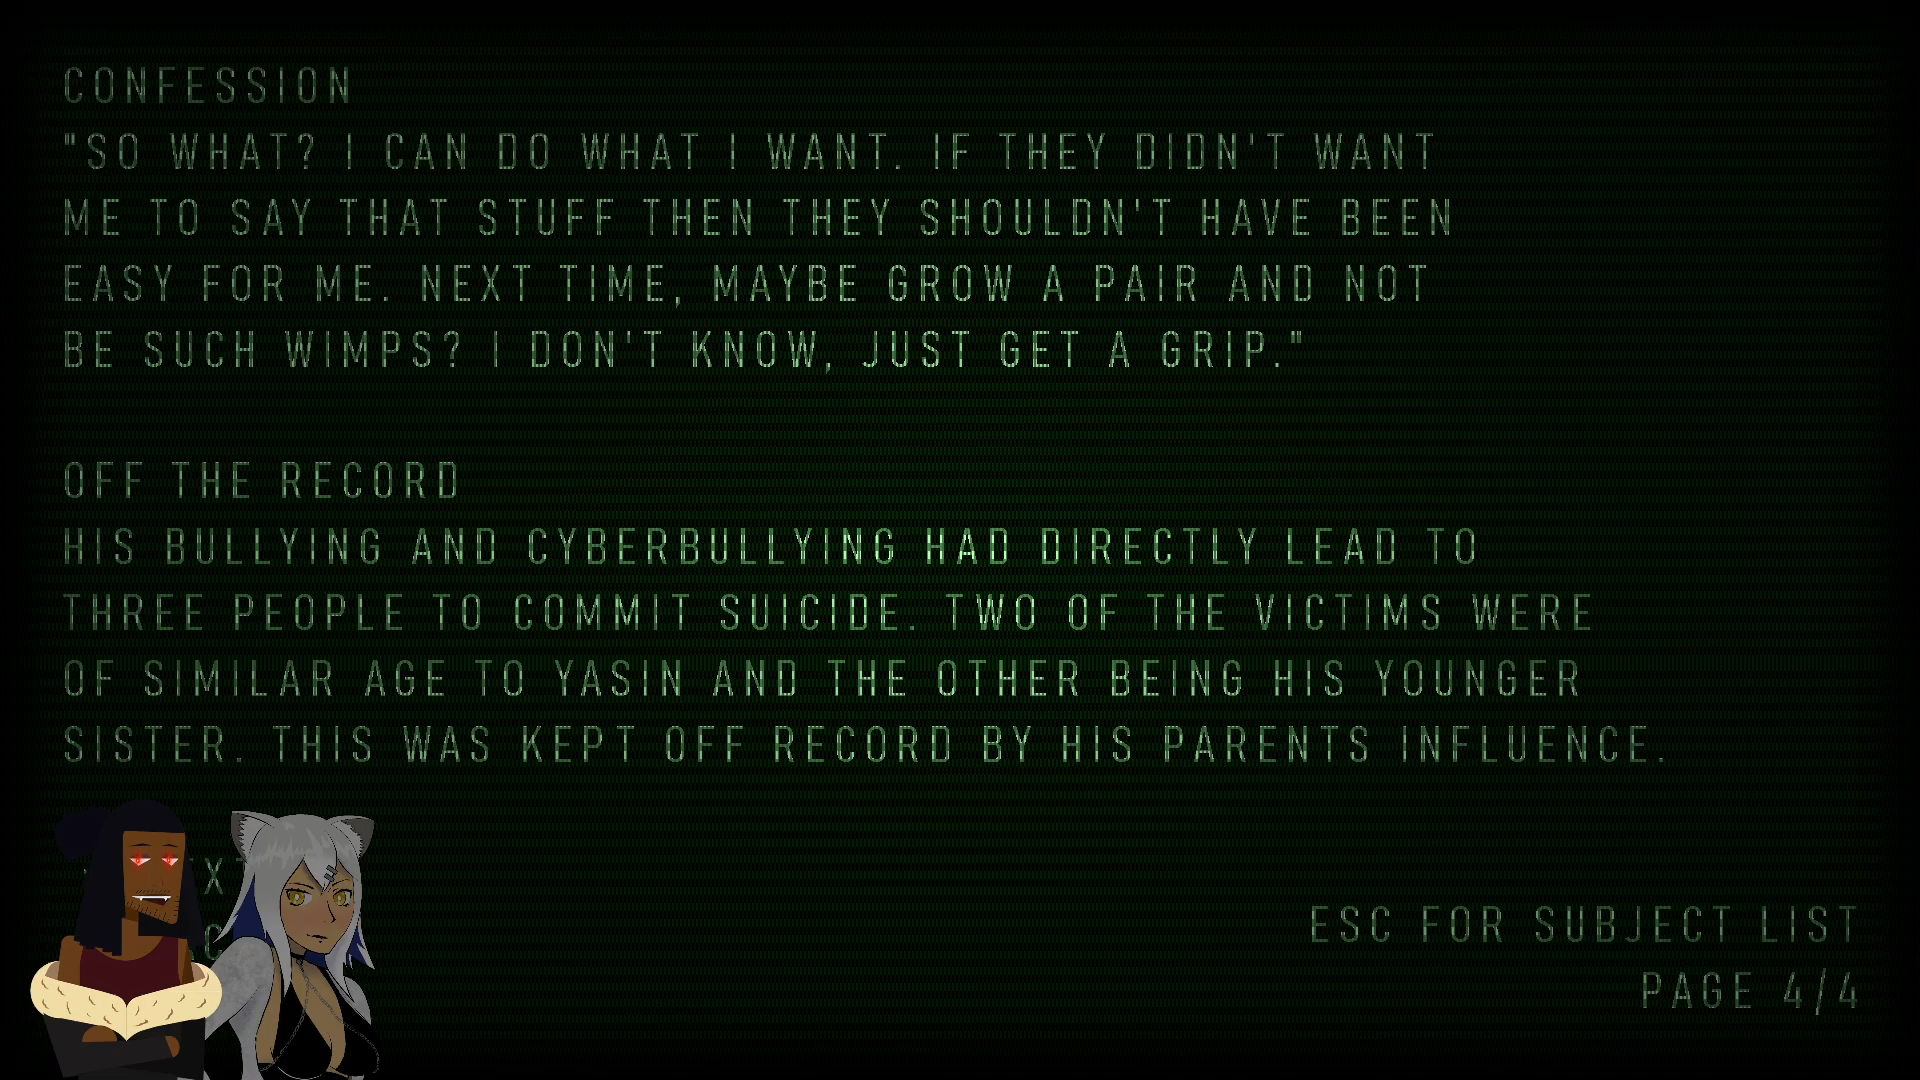 CONFESSION
"SO WHAT? I CAN DO WHAT I WANT. IF THEY DIDN'T WANT
ME TO SAY THAT STUFF THEN THEY SHOULDN'T HAVE BEEN
EASY FOR ME. NEXT TIME, MAYBE GROW A PAIR AND NOT
BE SUCH WIMPS? I DON'T KNOW, JUST GET A GRIP."
OFF THE RECORD
HIS BULLYING AND CYBERBULLYING HAD DIRECTLY LEAD TO
THREE PEOPLE TO COMMIT SUICIDE. TWO OF THE VICTIMS WERE
OF SIMILAR AGE TO YASIN AND THE OTHER BEING HIS YOUNGER
SISTER. THIS WAS KEPT OFF RECORD BY HIS PARENTS INFLUENCE.
ESC FOR SUBJECT LIST
PAGE 4/4